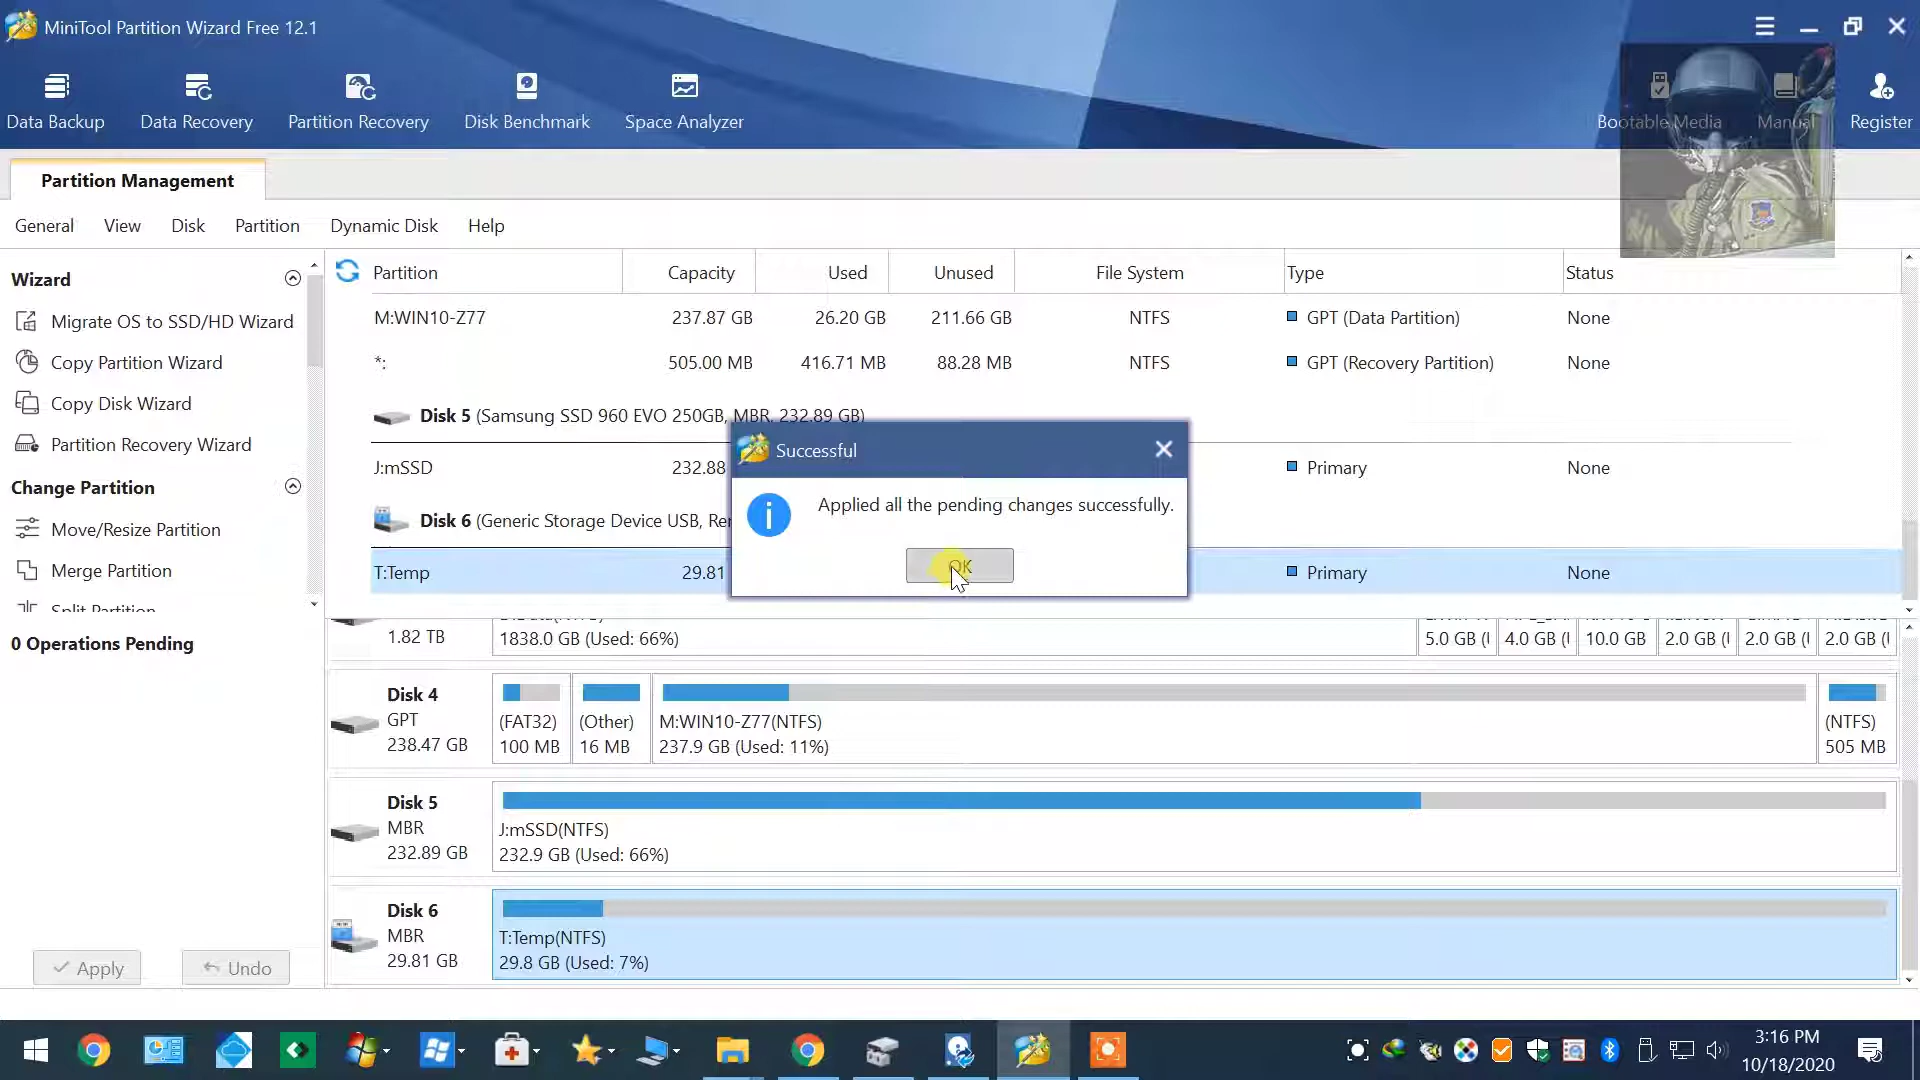 MiniTool Partition Wizard Free 12.1
Data Backup
Data Recovery
Partition Recovery
Disk Benchmark
Space Analyzer
Bootable Media
Manual
Register
Partition Management
General View Disk Partition Dynamic Disk Help
Wizard
Migrate OS to SSD/HD Wizard
Copy Partition Wizard
Copy Disk Wizard
Partition Recovery Wizard
Change Partition
Move/Resize Partition
Merge Partition
Split Partition
0 Operations Pending
Apply
Undo
Partition Capacity Used Unused File System Type Status
M:WIN10-Z77 237.87 GB 26.20 GB 211.66 GB NTFS GPT (Data Partition) None
*: 505.00 MB 416.71 MB 88.28 MB NTFS GPT (Recovery Partition) None
Disk 5 (Samsung SSD 960 EVO 250GB, MBR, 232.89 GB)
J:mSSD 232.88 Primary None
Disk 6 (Generic Storage Device USB, Re
T:Temp 29.81 Primary None
Successful
Applied all the pending changes successfully.
OK
1.82 TB
1838.0 GB (Used: 66%)
5.0 GB (
4.0 GB (
10.0 GB
2.0 GB (
2.0 GB (
2.0 GB (
Disk 4
GPT
238.47 GB
(FAT32)
100 MB
(Other)
16 MB
M:WIN10-Z77(NTFS)
237.9 GB (Used: 11%)
(NTFS)
505 MB
Disk 5
MBR
232.89 GB
J:mSSD(NTFS)
232.9 GB (Used: 66%)
Disk 6
MBR
29.81 GB
T:Temp(NTFS)
29.8 GB (Used: 7%)
3:16 PM
10/18/2020